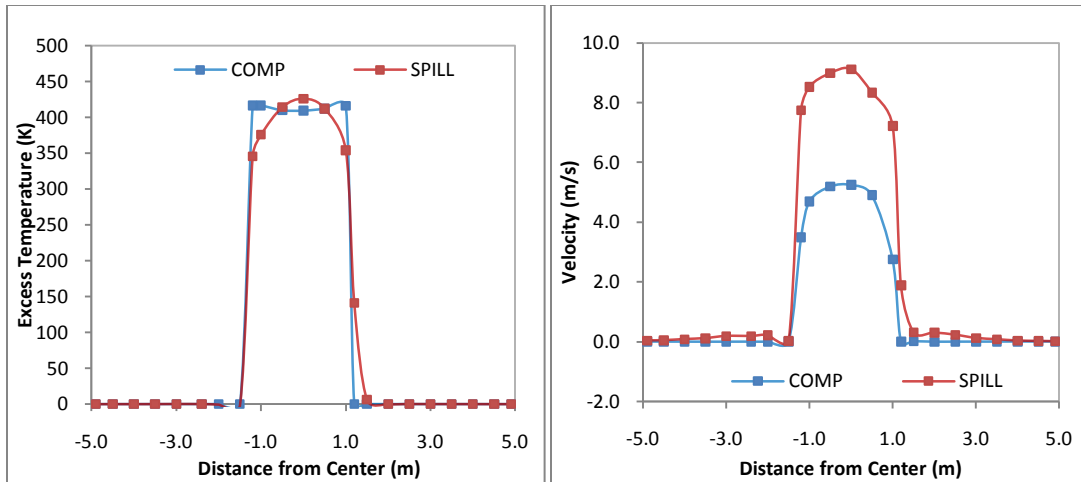 500
450
400
350
300
250
200
150
100
50
0
Excess Temperature (K)
COMP SPILL
-5.0 -3.0 -1.0 1.0 3.0 5.0
Distance from Center (m)
10.0
8.0
6.0
4.0
2.0
0.0
-2.0
Velocity (m/s)
COMP SPILL
-5.0 -3.0 -1.0 1.0 3.0 5.0
Distance from Center (m)